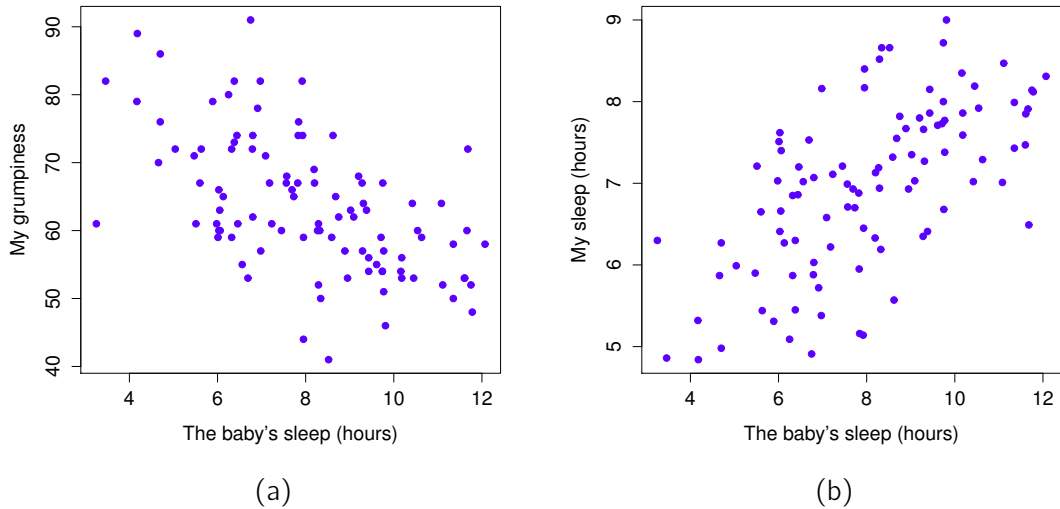 90
80
70
60
50
40
My grumpiness
4 6 8 10 12
The baby's sleep (hours)
(a)
9
8
7
6
5
My sleep (hours)
4 6 8 10 12
The baby's sleep (hours)
(b)